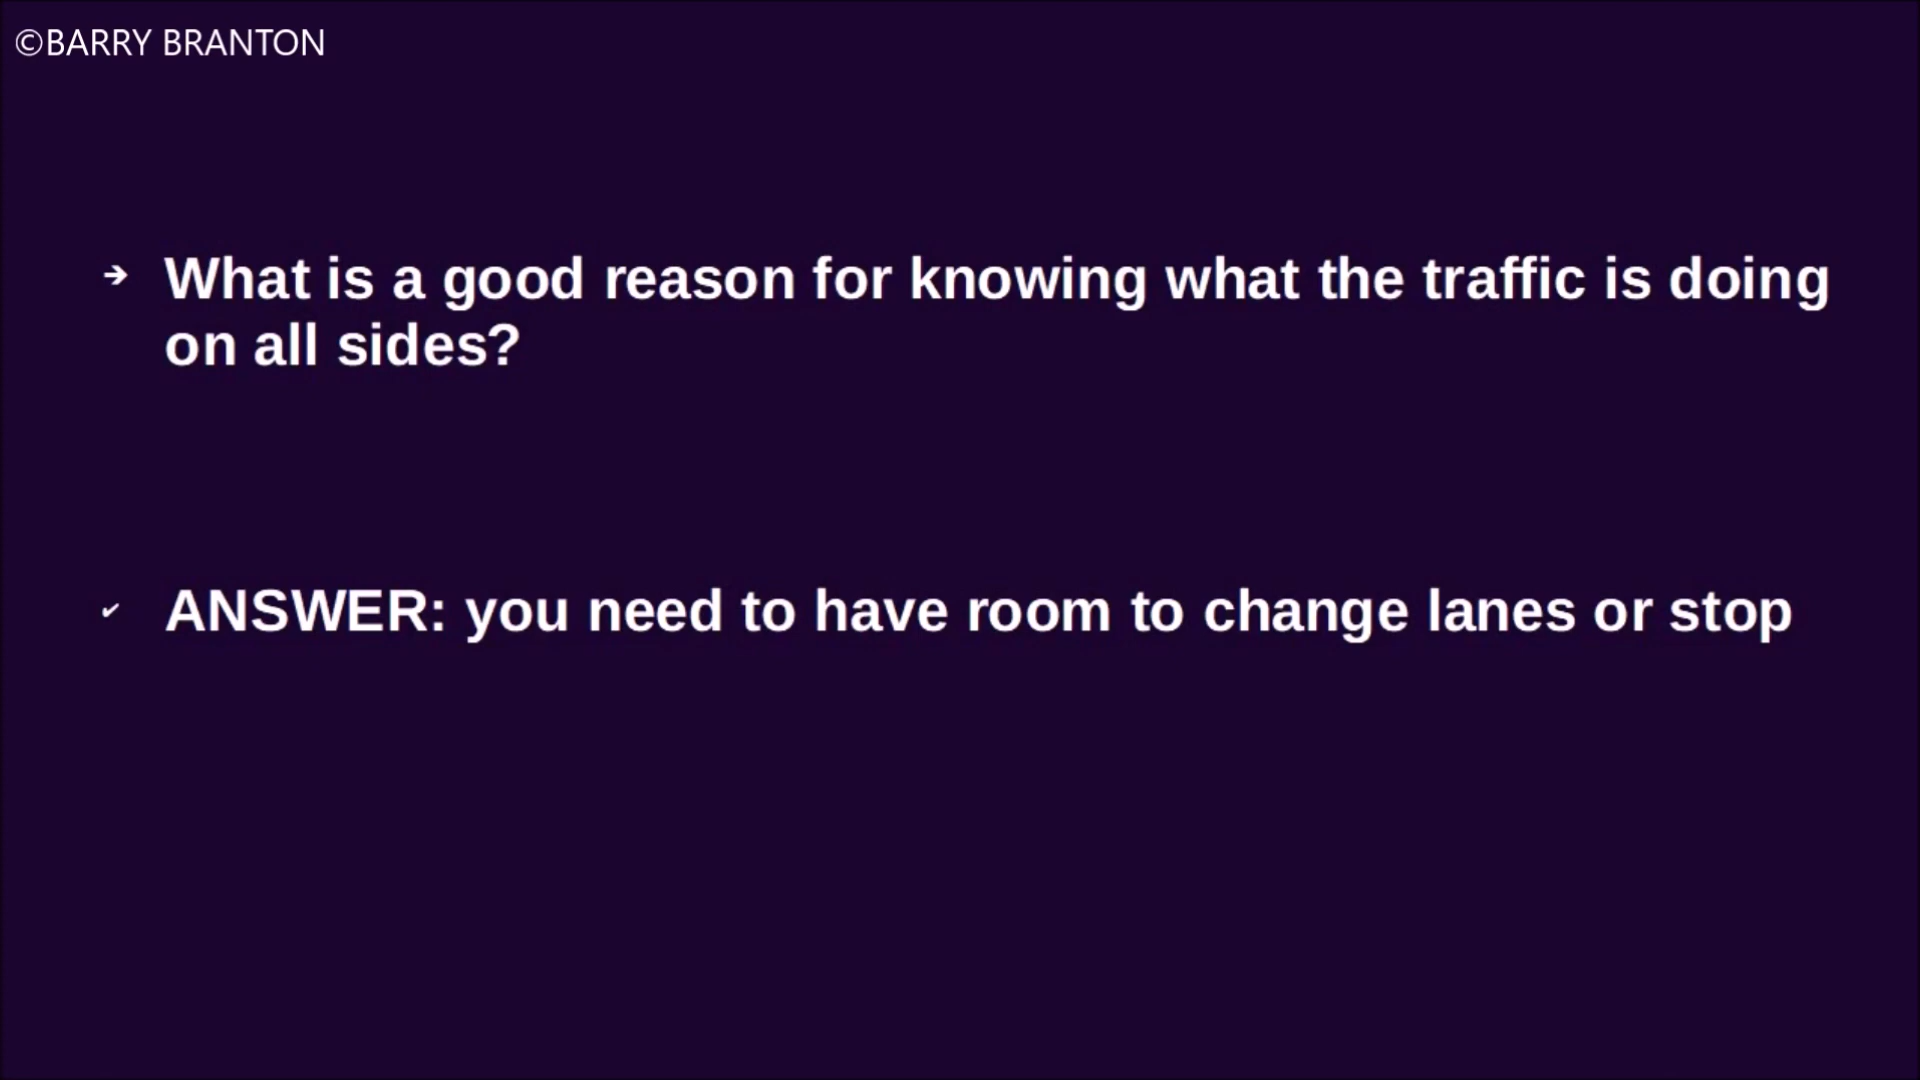 ©BARRY BRANTON
➔ What is a good reason for knowing what the traffic is doing
on all sides?
✔ ANSWER: you need to have room to change lanes or stop